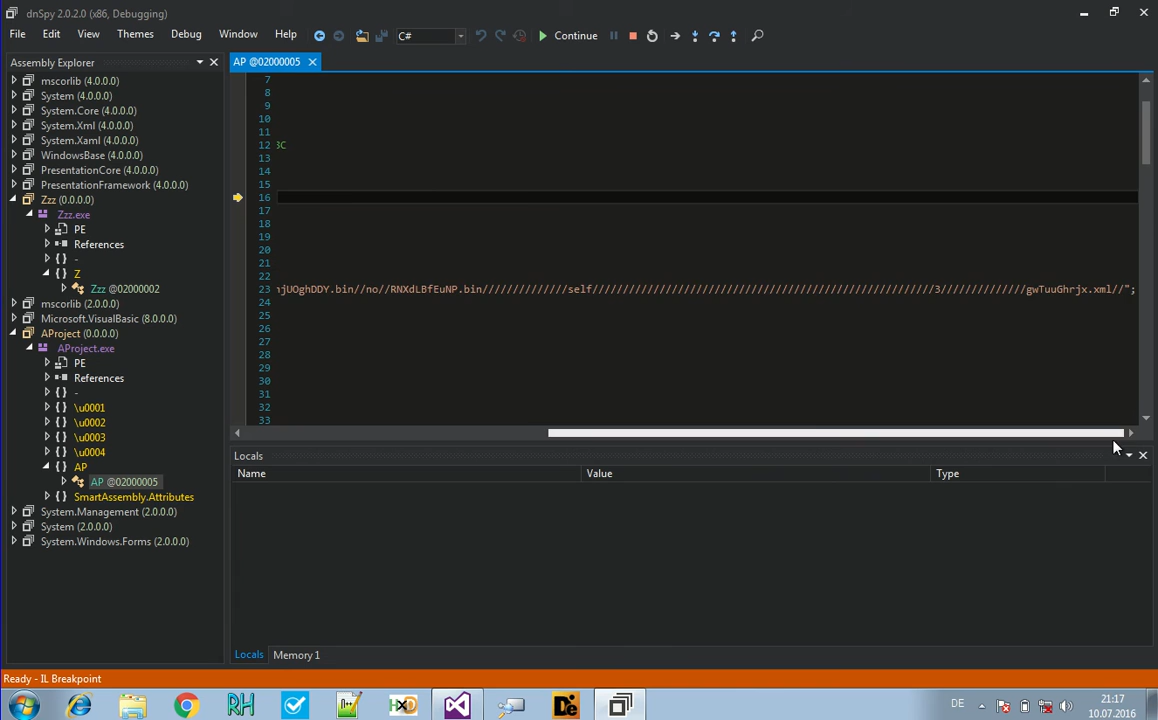 dnSpy 2.0.2.0 (x86, Debugging)
File Edit View Themes Debug Window Help C# Continue
Assembly Explorer
mscorlib (4.0.0.0)
System (4.0.0.0)
System.Core (4.0.0.0)
System.Xml (4.0.0.0)
System.Xaml (4.0.0.0)
WindowsBase (4.0.0.0)
PresentationCore (4.0.0.0)
PresentationFramework (4.0.0.0)
Zzz (0.0.0.0)
Zzz.exe
PE
References
-
Z
Zzz @02000002
mscorlib (2.0.0.0)
Microsoft.VisualBasic (8.0.0.0)
AProject (0.0.0.0)
AProject.exe
PE
References
-
\u0001
\u0002
\u0003
\u0004
AP
AP @02000005
SmartAssembly.Attributes
System.Management (2.0.0.0)
System (2.0.0.0)
System.Windows.Forms (2.0.0.0)
AP @02000005
7
8
9
10
11
12 3C
13
14
15
16
17
18
19
20
21
22
23 njUOghDDY.bin//no//RNXdLBfEuNP.bin//////////////self//////////////////////////////////////////////////////////3//////////////gwTuuGhrjx.xml//";
24
25
26
27
28
29
30
31
32
33
Locals
Name Value Type
Locals Memory 1
Ready - IL Breakpoint
DE
21:17
10.07.2016